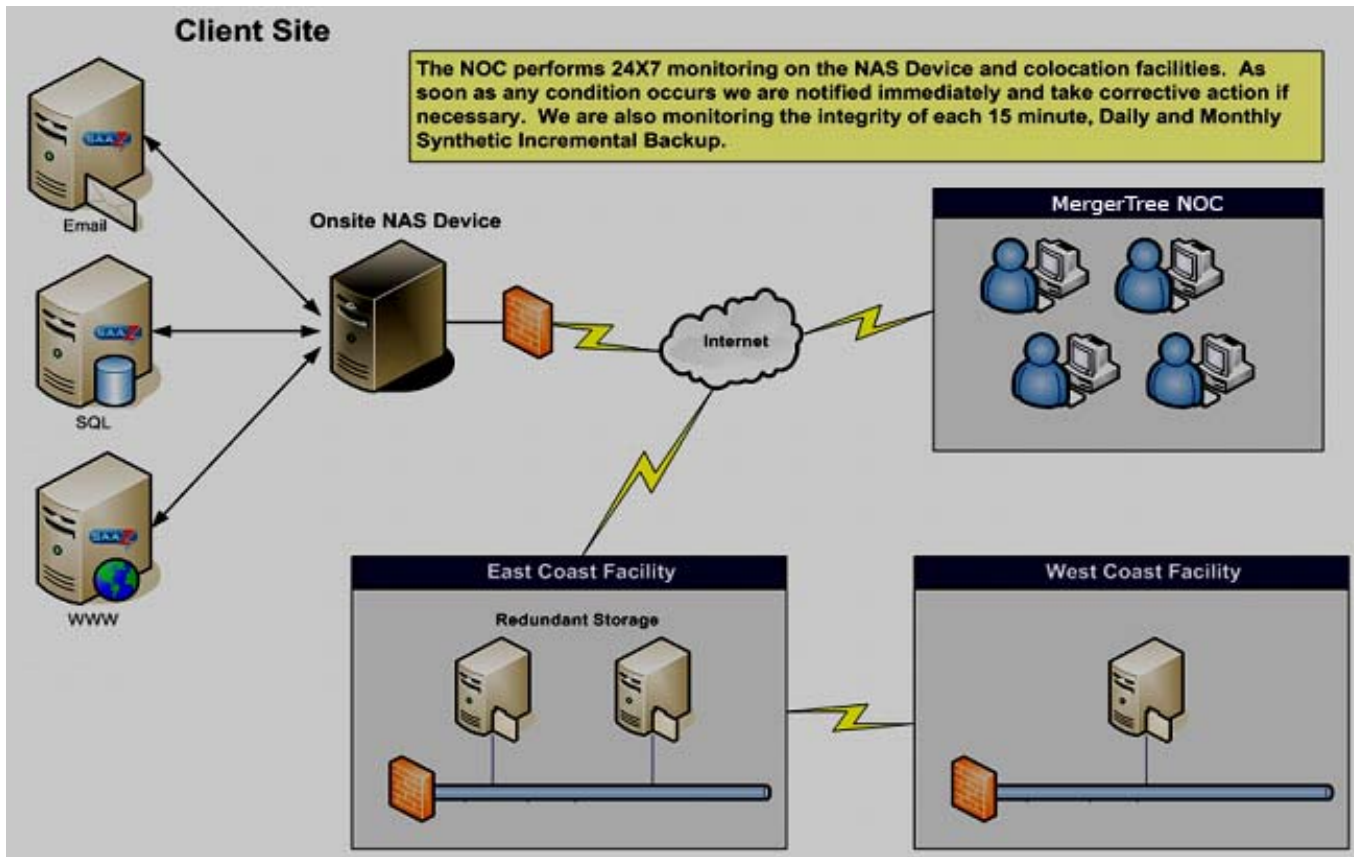 Client Site
The NOC performs 24X7 monitoring on the NAS Device and colocation facilities. As
soon as any condition occurs we are notified immediately and take corrective action if
necessary. We are also monitoring the integrity of each 15 minute, Daily and Monthly
Synthetic Incremental Backup.
SAAZ
Email
Onsite NAS Device
MergerTree NOC
SAAZ
SQL
Internet
SAAZ
WWW
East Coast Facility
Redundant Storage
West Coast Facility